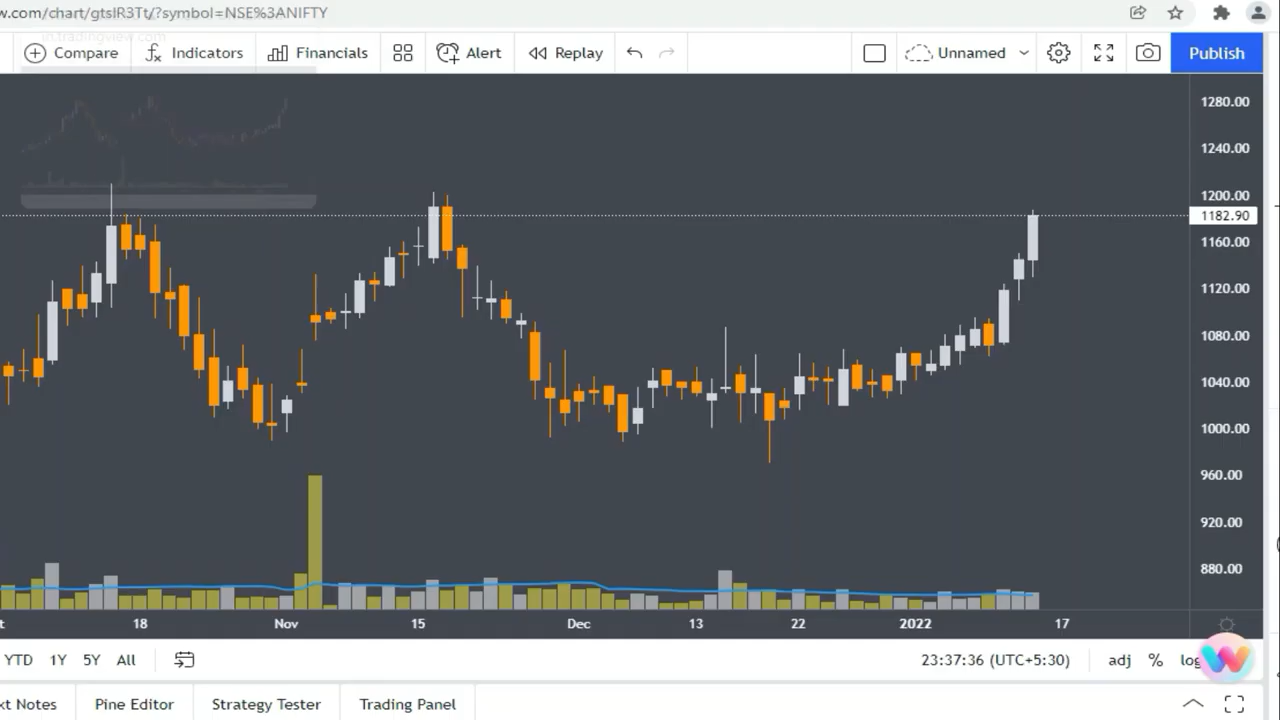 w.com/chart/gtslR3Tt/?symbol=NSE%3ANIFTY
in.tradingview.com
Compare Indicators Financials Alert Replay Unnamed Publish
1280.00
1240.00
1200.00
1182.90
1160.00
1120.00
1080.00
1040.00
1000.00
960.00
920.00
880.00
t 18 Nov 15 Dec 13 22 2022 17
YTD 1Y 5Y All 23:37:36 (UTC+5:30) adj % log
xt Notes Pine Editor Strategy Tester Trading Panel